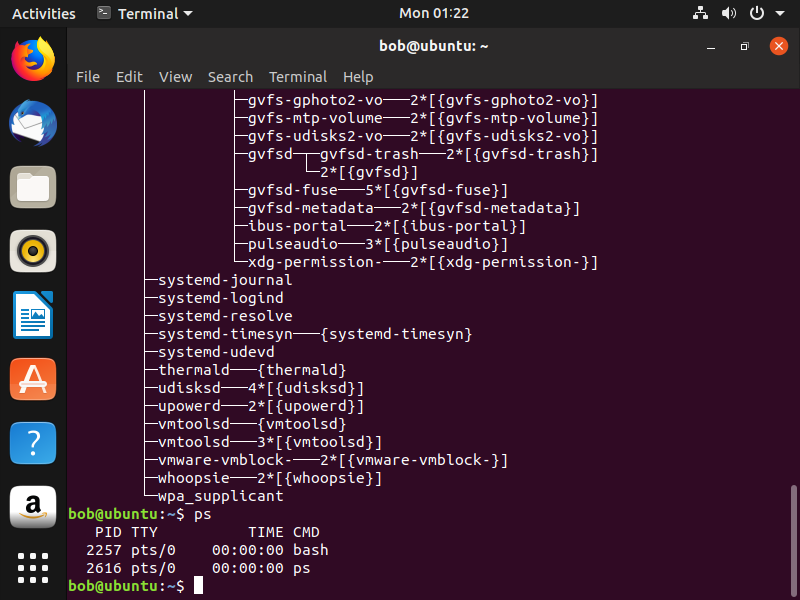 Activities Terminal Mon 01:22
bob@ubuntu: ~
File Edit View Search Terminal Help
├─gvfs-gphoto2-vo───2*[{gvfs-gphoto2-vo}]
├─gvfs-mtp-volume───2*[{gvfs-mtp-volume}]
├─gvfs-udisks2-vo───2*[{gvfs-udisks2-vo}]
├─gvfsd─┬─gvfsd-trash───2*[{gvfsd-trash}]
└─2*[{gvfsd}]
├─gvfsd-fuse───5*[{gvfsd-fuse}]
├─gvfsd-metadata───2*[{gvfsd-metadata}]
├─ibus-portal───2*[{ibus-portal}]
├─pulseaudio───3*[{pulseaudio}]
└─xdg-permission-───2*[{xdg-permission-}]
├─systemd-journal
├─systemd-logind
├─systemd-resolve
├─systemd-timesyn───{systemd-timesyn}
├─systemd-udevd
├─thermald───{thermald}
├─udisksd───4*[{udisksd}]
├─upowerd───2*[{upowerd}]
├─vmtoolsd───{vmtoolsd}
├─vmtoolsd───3*[{vmtoolsd}]
├─vmware-vmblock-───2*[{vmware-vmblock-}]
├─whoopsie───2*[{whoopsie}]
└─wpa_supplicant
bob@ubuntu:~$ ps
PID TTY TIME CMD
2257 pts/0 00:00:00 bash
2616 pts/0 00:00:00 ps
bob@ubuntu:~$